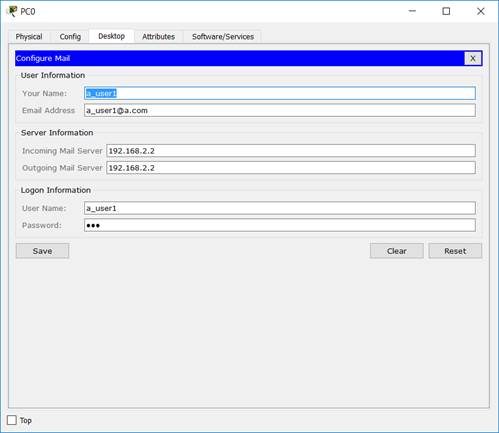 PC0
Physical Config Desktop Attributes Software/Services
Configure Mail X
User Information
Your Name: a_user1
Email Address a_user1@a.com
Server Information
Incoming Mail Server 192.168.2.2
Outgoing Mail Server 192.168.2.2
Logon Information
User Name: a_user1
Password: ●●●
Save Clear Reset
Top